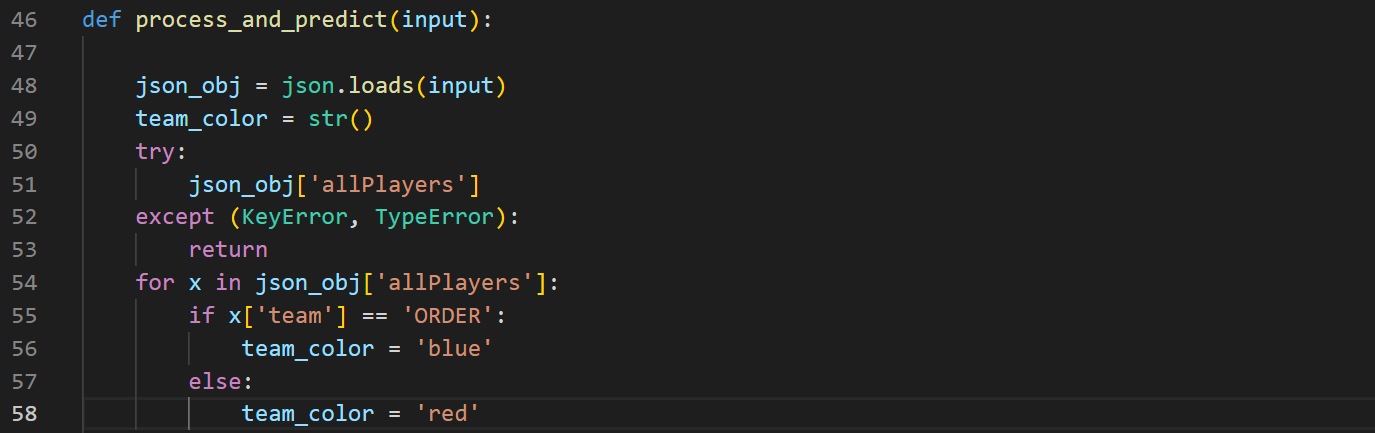 46 def process_and_predict(input):
47
48     json_obj = json.loads(input)
49     team_color = str()
50     try:
51         json_obj['allPlayers']
52     except (KeyError, TypeError):
53         return
54     for x in json_obj['allPlayers']:
55         if x['team'] == 'ORDER':
56             team_color = 'blue'
57         else:
58             team_color = 'red'